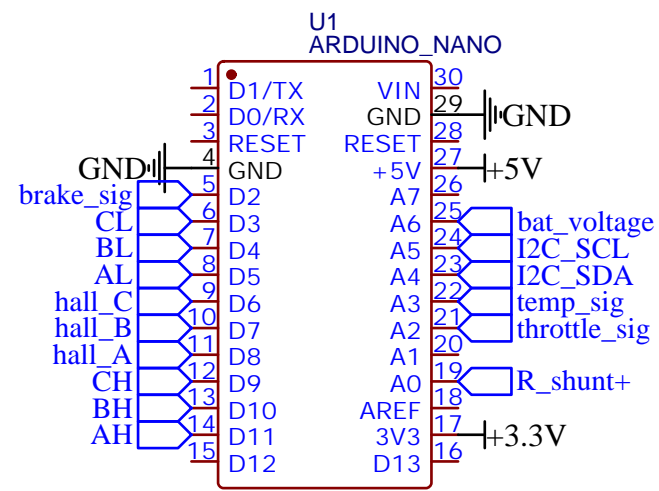 U1
ARDUINO_NANO
1 D1/TX VIN 30
2 D0/RX GND 29 GND
3 RESET RESET 28
GND 4 GND +5V 27 +5V
brake_sig 5 D2 A7 26
CL 6 D3 A6 25 bat_voltage
BL 7 D4 A5 24 I2C_SCL
AL 8 D5 A4 23 I2C_SDA
hall_C 9 D6 A3 22 temp_sig
hall_B 10 D7 A2 21 throttle_sig
hall_A 11 D8 A1 20
CH 12 D9 A0 19 R_shunt+
BH 13 D10 AREF 18
AH 14 D11 3V3 17 +3.3V
15 D12 D13 16